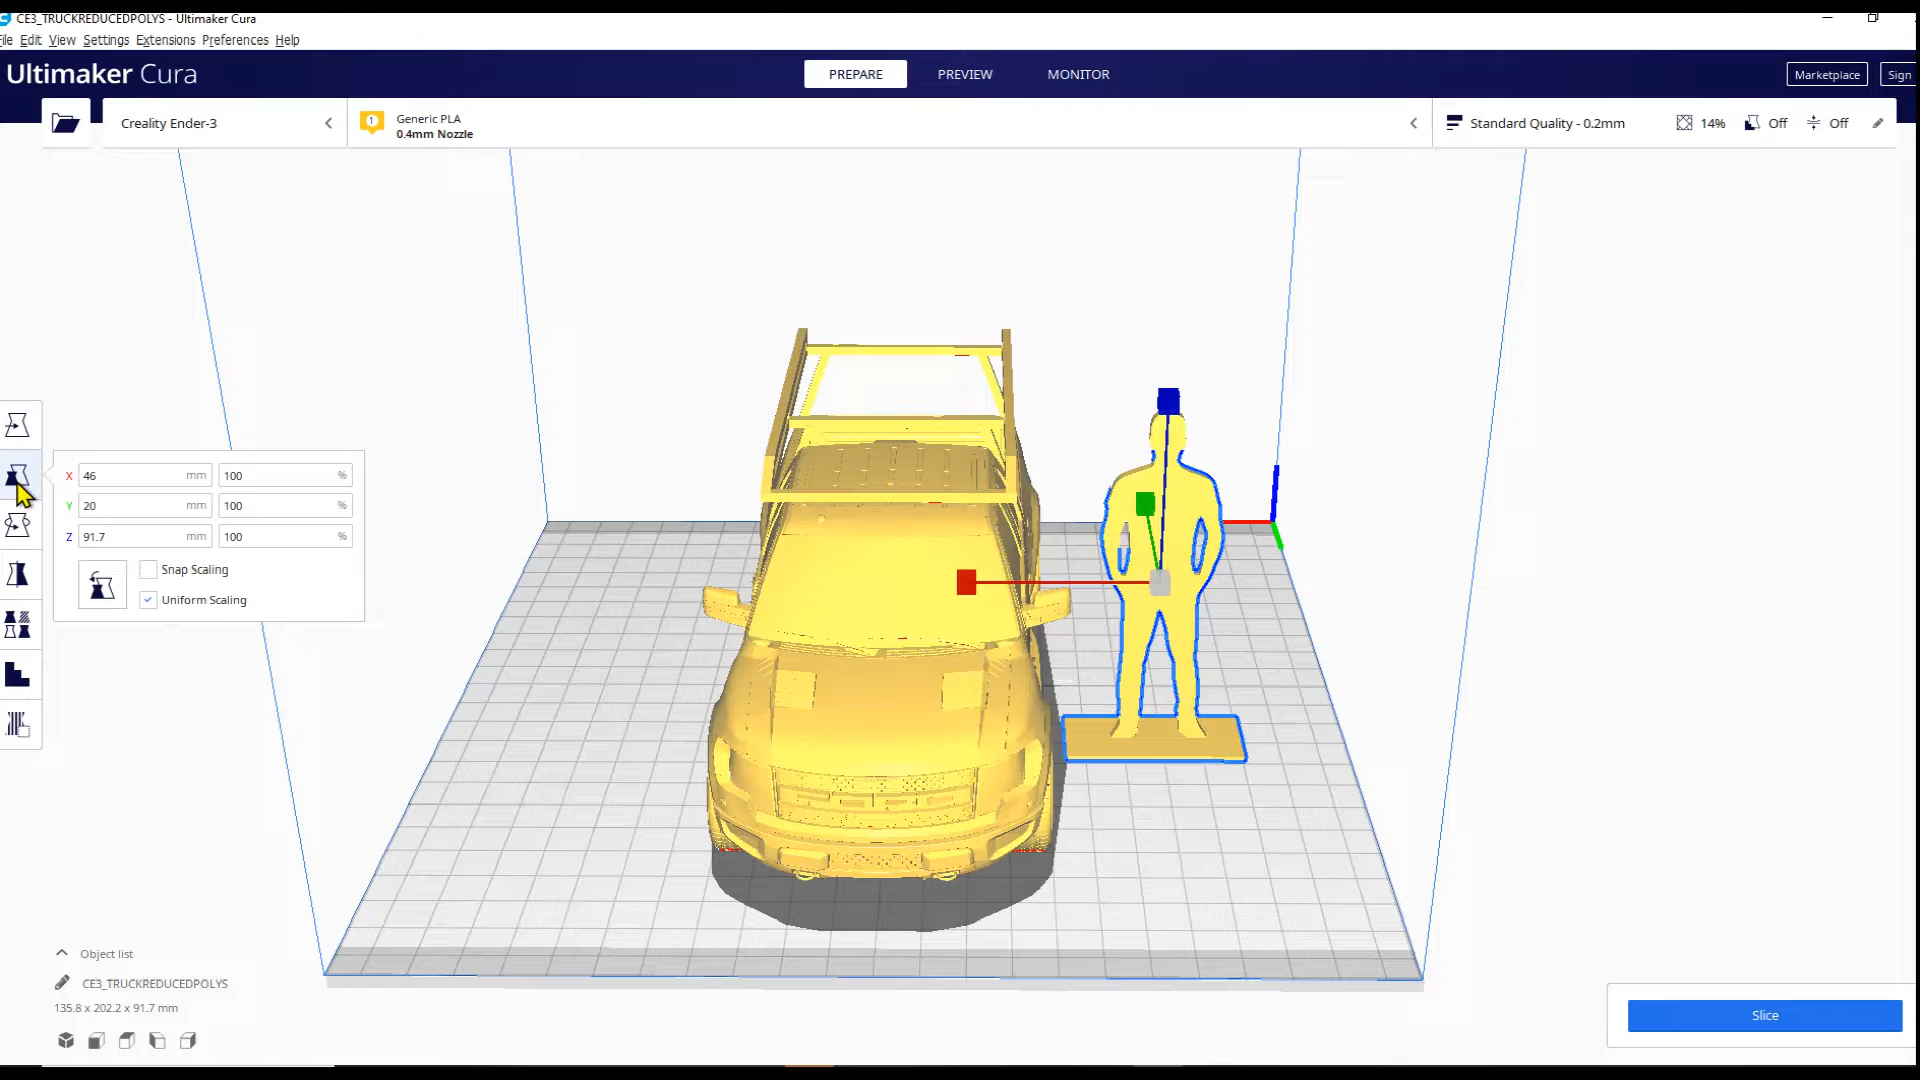 CE3_TRUCKREDUCEDPOLYS - Ultimaker Cura
File Edit View Settings Extensions Preferences Help
Ultimaker Cura
PREPARE PREVIEW MONITOR
Marketplace Sign
Creality Ender-3
1
Generic PLA
0.4mm Nozzle
Standard Quality - 0.2mm
14% Off Off
X 46 mm 100 %
Y 20 mm 100 %
Z 91.7 mm 100 %
Snap Scaling
Uniform Scaling
FORD
Object list
CE3_TRUCKREDUCEDPOLYS
135.8 x 202.2 x 91.7 mm
Slice